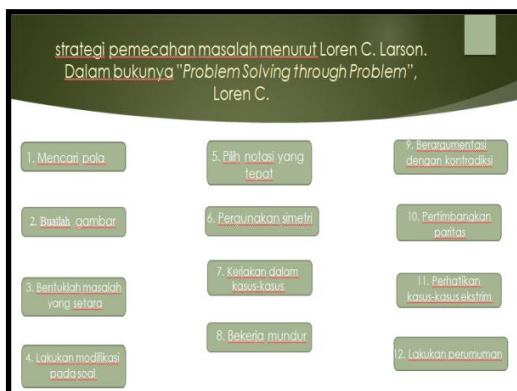 strategi pemecahan masalah menurut Loren C. Larson.
Dalam bukunya "Problem Solving through Problem",
Loren C.
1. Mencari pola
2. Buatlah gambar
3. Bentuklah masalah
yang setara
4. Lakukan modifikasi
pada soal
5. Pilih notasi yang
tepat
6. Pergunakan simetri
7. Kerjakan dalam
kasus-kasus
8. Bekerja mundur
9. Berargumentasi
dengan kontradiksi
10. Pertimbangkan
paritas
11. Perhatikan
kasus-kasus ekstrim
12. Lakukan perumuman